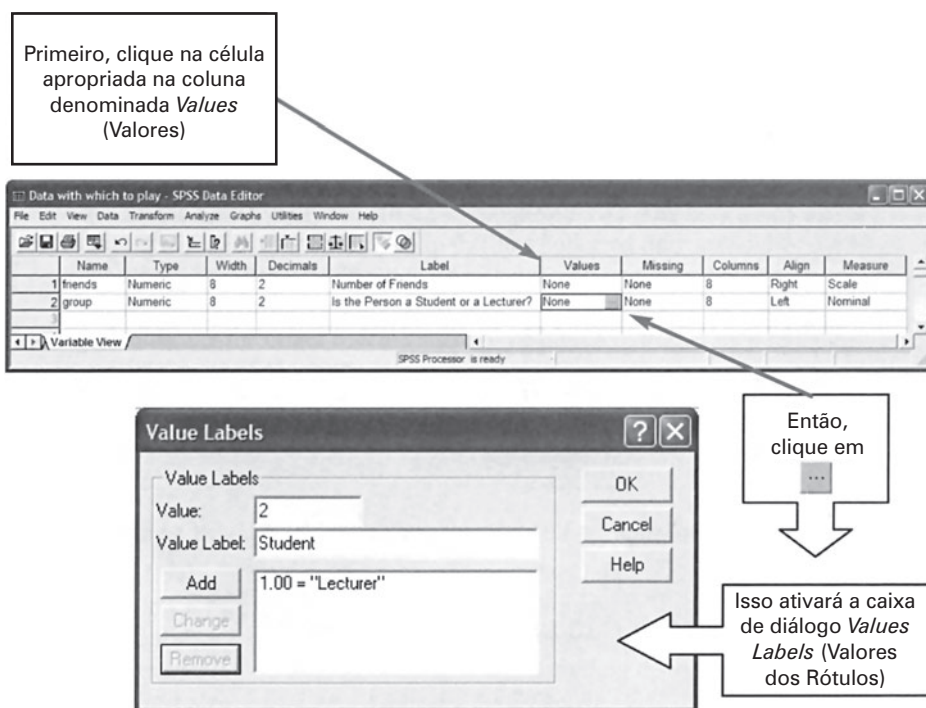 Primeiro, clique na célula
apropriada na coluna
denominada Values
(Valores)
Data with which to play - SPSS Data Editor
File Edit View Data Transform Analyze Graphs Utilities Window Help
Name Type Width Decimals Label Values Missing Columns Align Measure
1 friends Numeric 8 2 Number of Friends None None 8 Right Scale
2 group Numeric 8 2 Is the Person a Student or a Lecturer? None None 8 Left Nominal
3
Variable View
SPSS Processor is ready
Então,
clique em
...
Value Labels
Value Labels
Value: 2
Value Label: Student
Add
1.00 = "Lecturer"
Change
Remove
OK
Cancel
Help
Isso ativará a caixa
de diálogo Values
Labels (Valores
dos Rótulos)